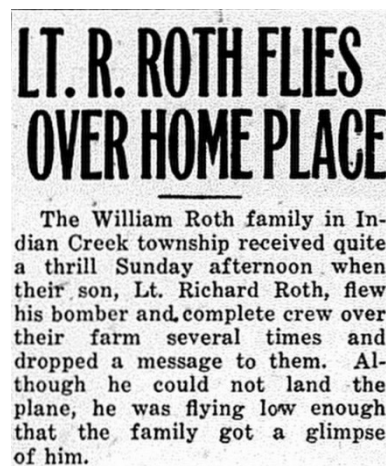 LT. R. ROTH FLIES
OVER HOME PLACE
The William Roth family in In-
dian Creek township received quite
a thrill Sunday afternoon when
their son, Lt. Richard Roth, flew
his bomber and complete crew over
their farm several times and
dropped a message to them. Al-
though he could not land the
plane, he was flying low enough
that the family got a glimpse
of him.